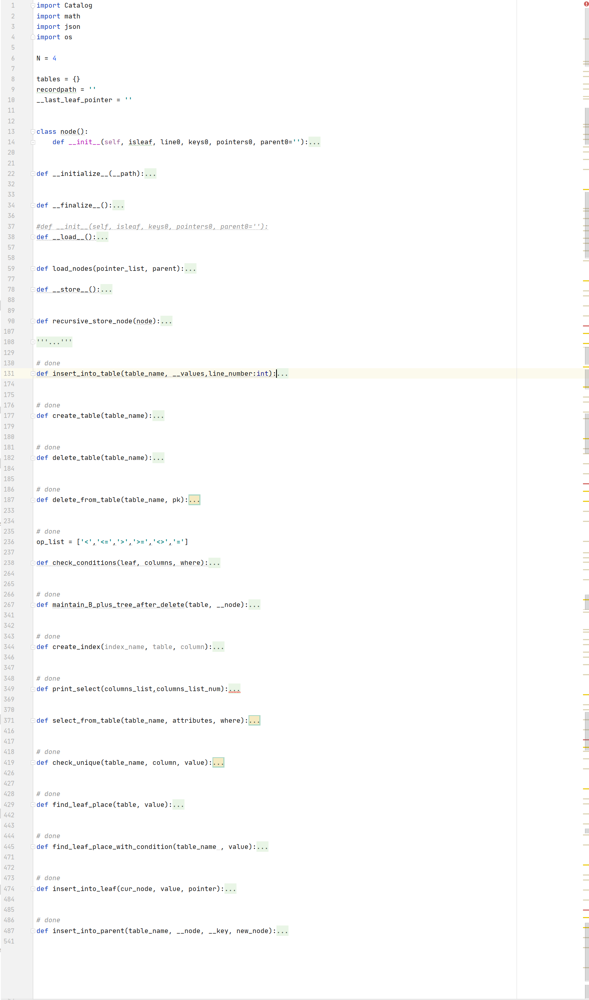 1 import Catalog
2 import math
3 import json
4 import os
5
6 N = 4
7
8 tables = {}
9 recordpath = ''
10 __last_leaf_pointer = ''
11
12
13 class node():
14 def __init__(self, isleaf, line0, keys0, pointers0, parent0=''):...
20
21
22 def __initialize__(__path):...
32
33
34 def __finalize__():...
36
37 #def __init__(self, isleaf, keys0, pointers0, parent0=''):
38 def __load__():...
57
58
59 def load_nodes(pointer_list, parent):...
77
78 def __store__():...
88
89
90 def recursive_store_node(node):...
107
108 '''...'''
129
130 # done
131 def insert_into_table(table_name, __values,line_number:int):...
174
175
176 # done
177 def create_table(table_name):...
179
180
181 # done
182 def delete_table(table_name):...
184
185
186 # done
187 def delete_from_table(table_name, pk):...
233
234
235 # done
236 op_list = ['<','<=','>','>=','<>','=']
237
238 def check_conditions(leaf, columns, where):...
264
265
266 # done
267 def maintain_B_plus_tree_after_delete(table, __node):...
341
342
343 # done
344 def create_index(index_name, table, column):...
346
347
348 # done
349 def print_select(columns_list,columns_list_num):...
369
370
371 def select_from_table(table_name, attributes, where):...
416
417
418 # done
419 def check_unique(table_name, column, value):...
426
427
428 # done
429 def find_leaf_place(table, value):...
442
443
444 # done
445 def find_leaf_place_with_condition(table_name , value):...
471
472
473 # done
474 def insert_into_leaf(cur_node, value, pointer):...
484
485
486 # done
487 def insert_into_parent(table_name, __node, __key, new_node):...
541